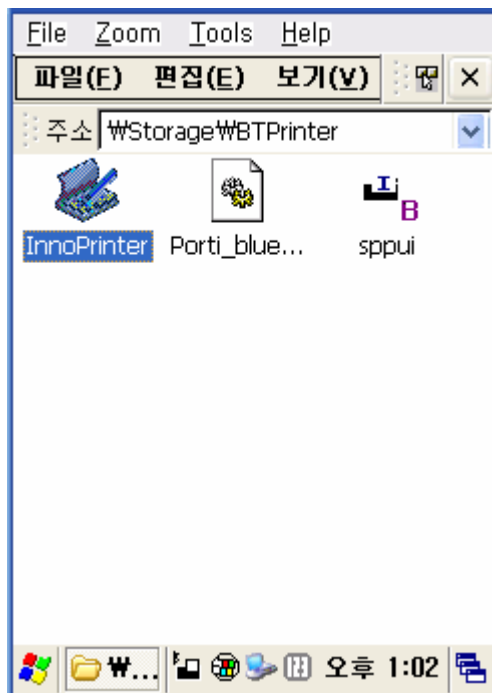 File Zoom Tools Help
파일(F) 편집(E) 보기(V)
주소 ₩Storage₩BTPrinter
InnoPrinter Porti_blue... sppui
₩... 오후 1:02